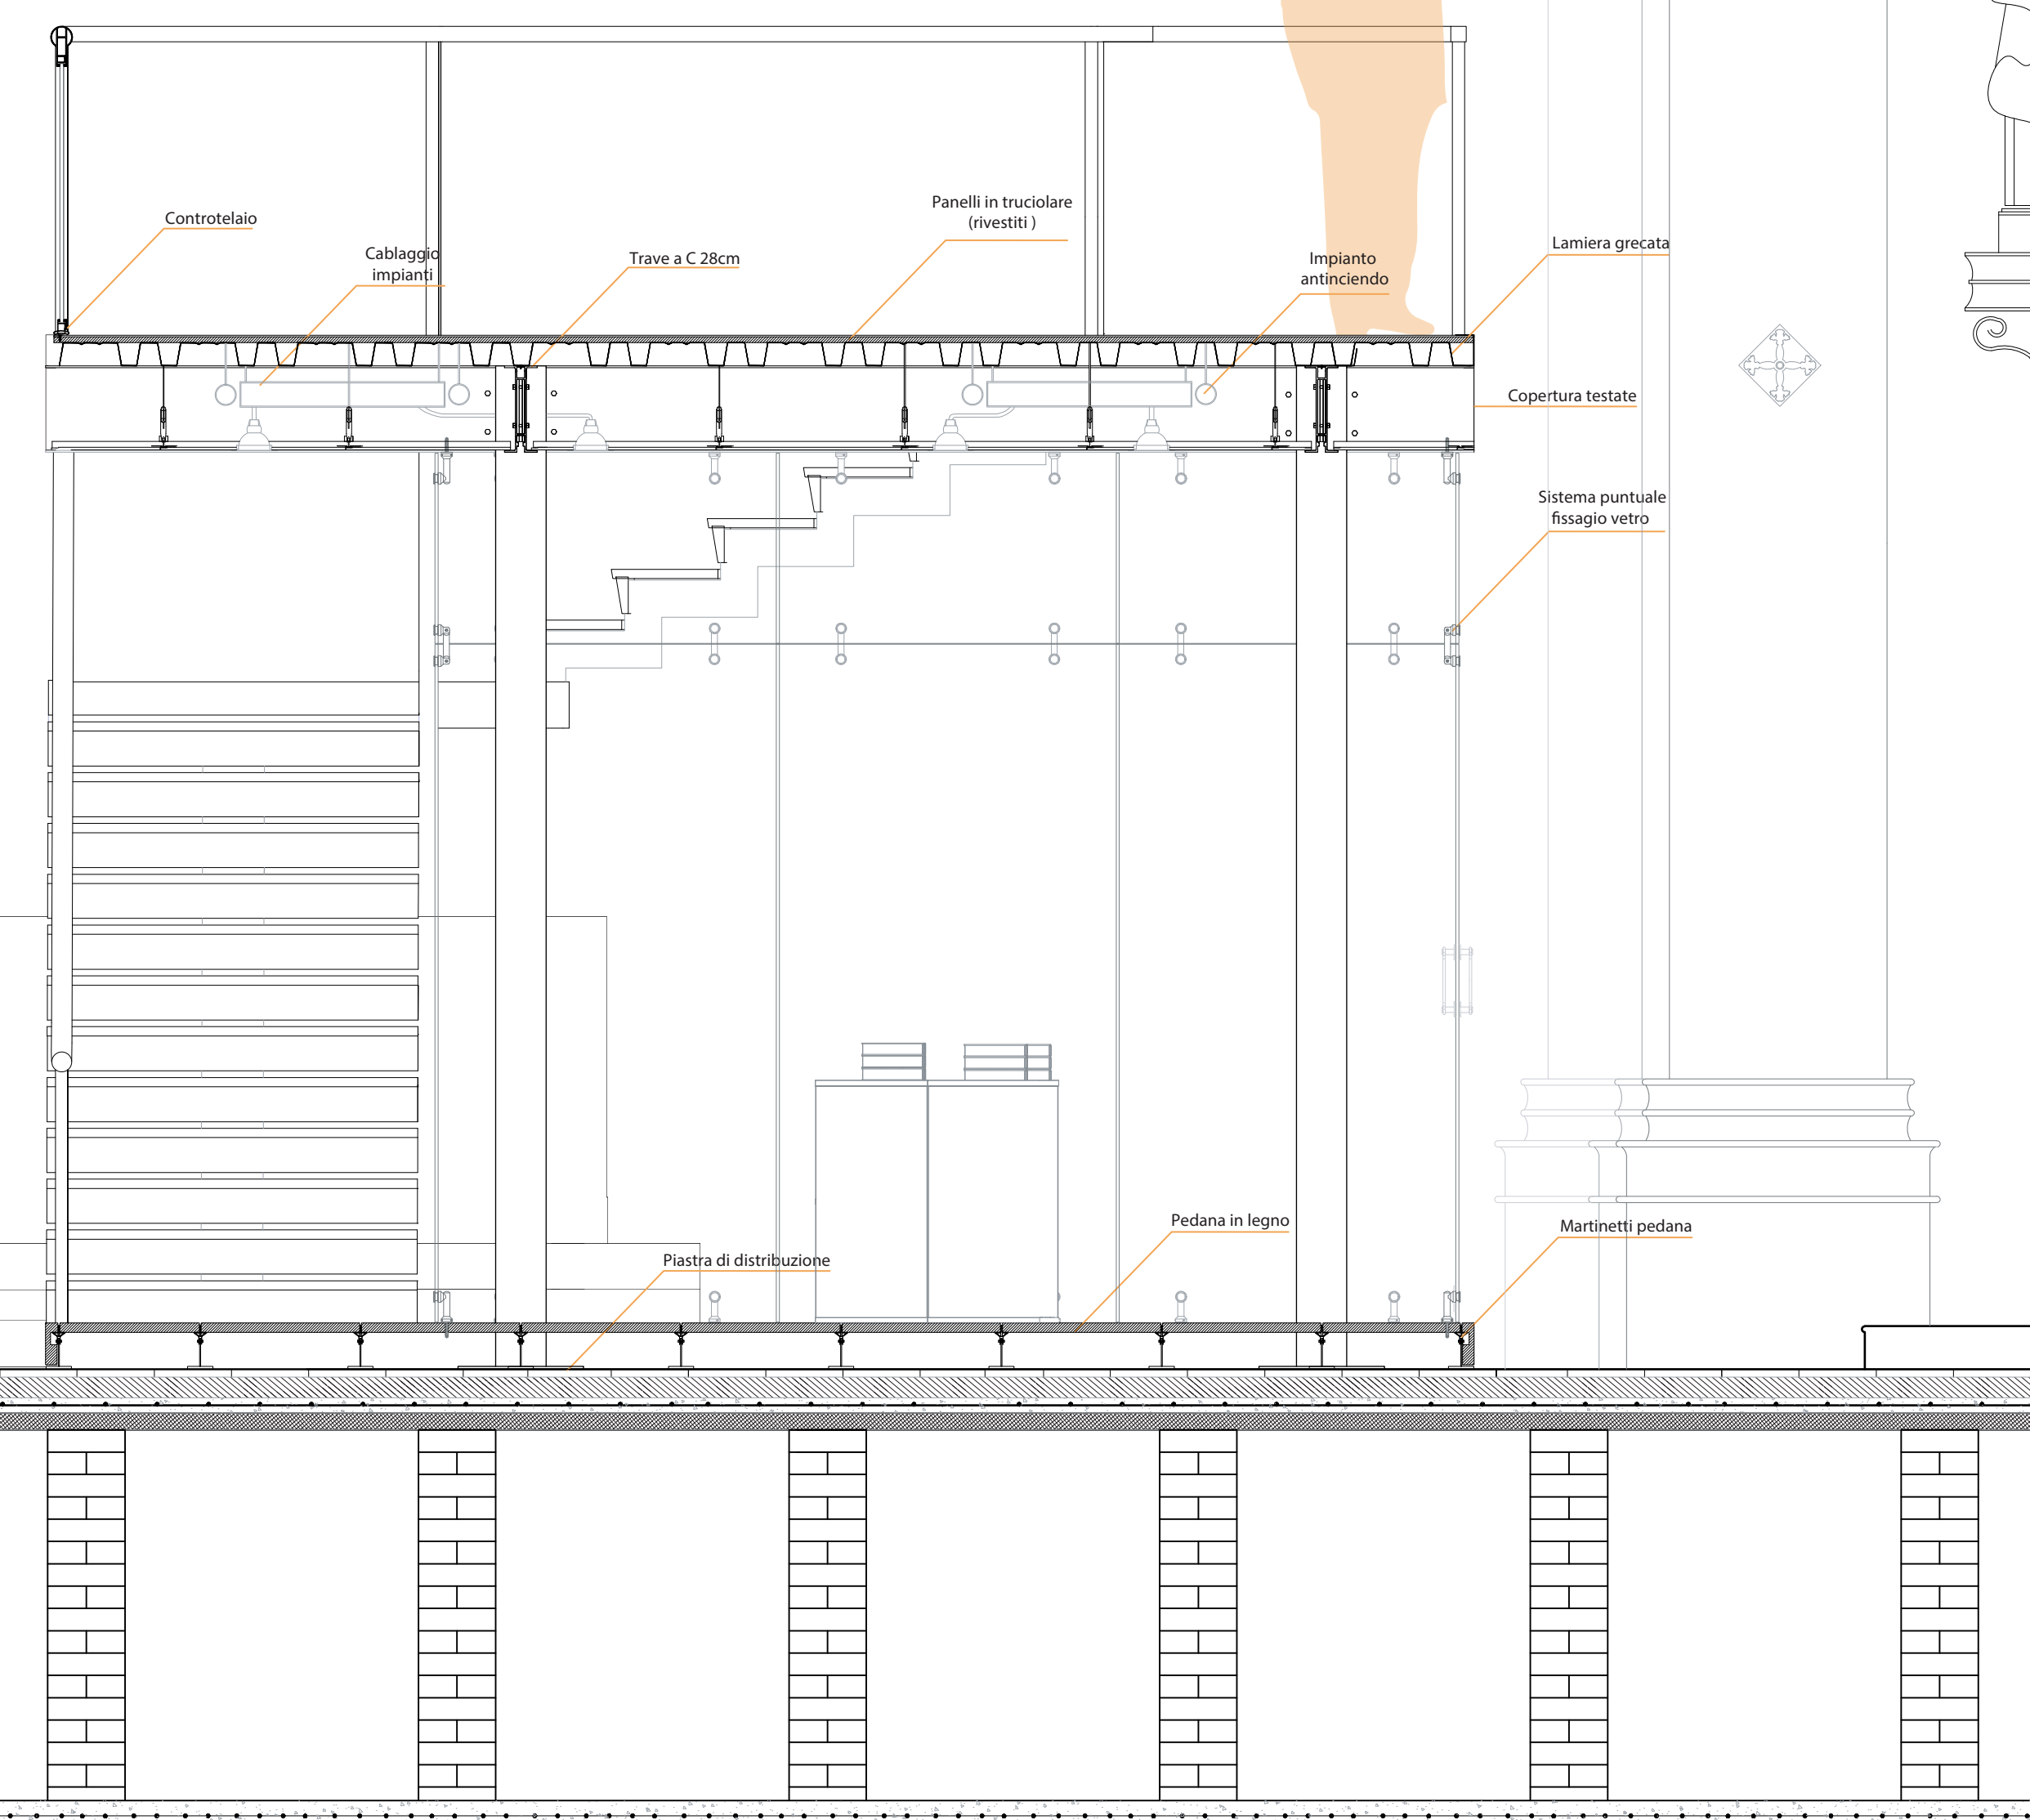 Panelli in truciolare
(rivestiti )
Controtelaio
Cablaggio
impianti
Trave a C 28cm
Impianto
antinciendo
Lamiera grecata
Copertura testate
Sistema puntuale
fissagio vetro
Pedana in legno
Martinetti pedana
Piastra di distribuzione